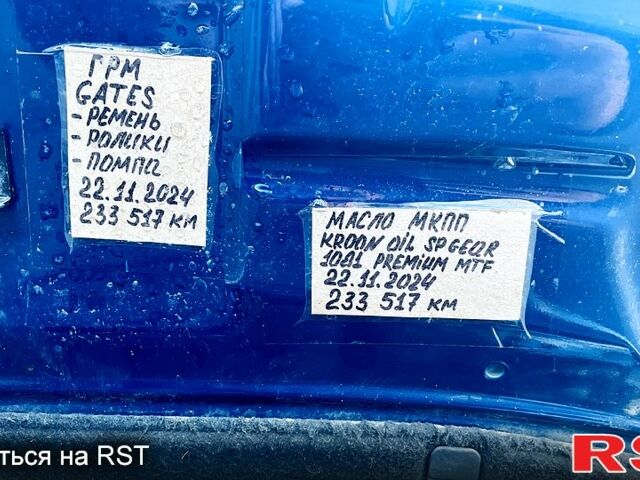 ГРМ
GATES
- РЕМЕНЬ
- РОЛИКИ
- ПОМПА
22.11.2024
233 517 КМ
МАСЛО МКПП
KROON OIL SPGEAR
1081 PREMIUM MTF
22.11.2024
233 517 КМ
ться на RST
RS